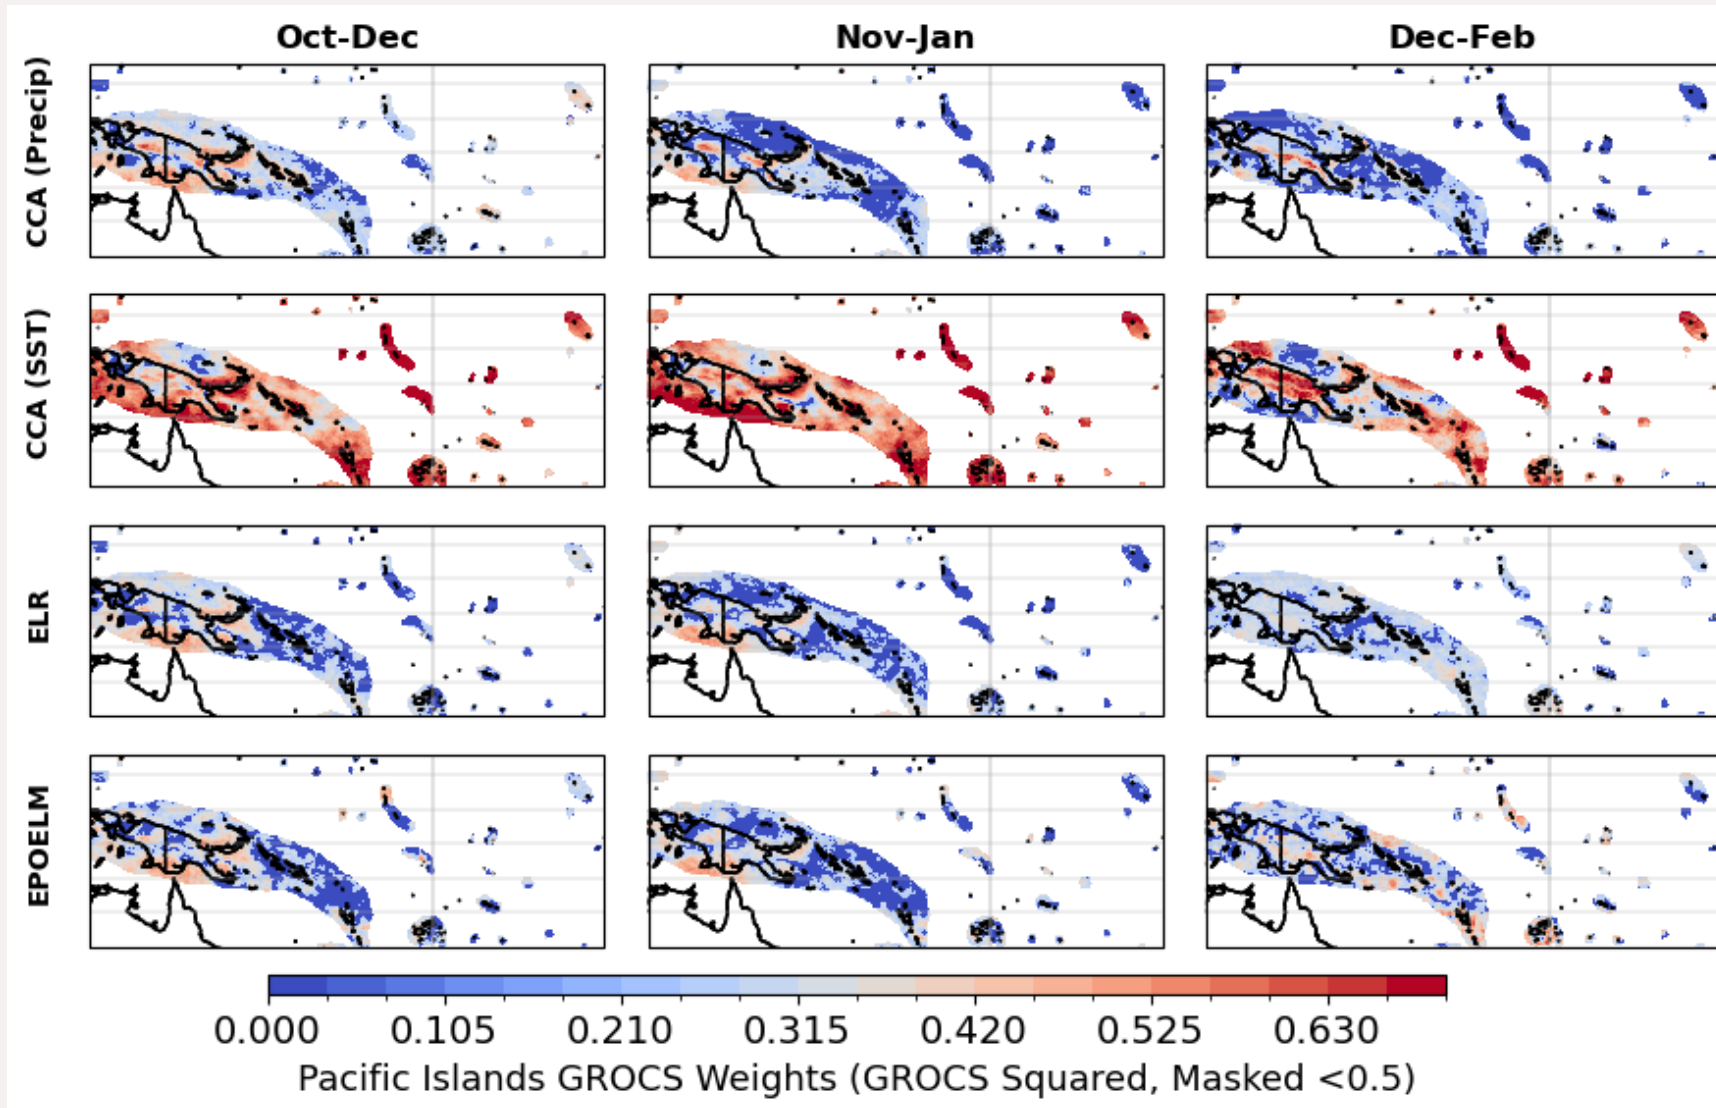 Oct-Dec Nov-Jan Dec-Feb
CCA (Precip)
CCA (SST)
ELR
EPOELM
0.000 0.105 0.210 0.315 0.420 0.525 0.630
Pacific Islands GROCS Weights (GROCS Squared, Masked <0.5)